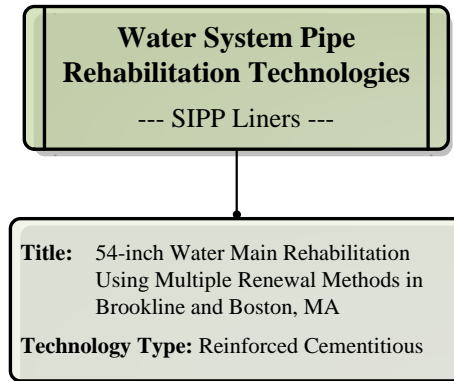 Water System Pipe
Rehabilitation Technologies
--- SIPP Liners ---
Title: 54-inch Water Main Rehabilitation
Using Multiple Renewal Methods in
Brookline and Boston, MA
Technology Type: Reinforced Cementitious